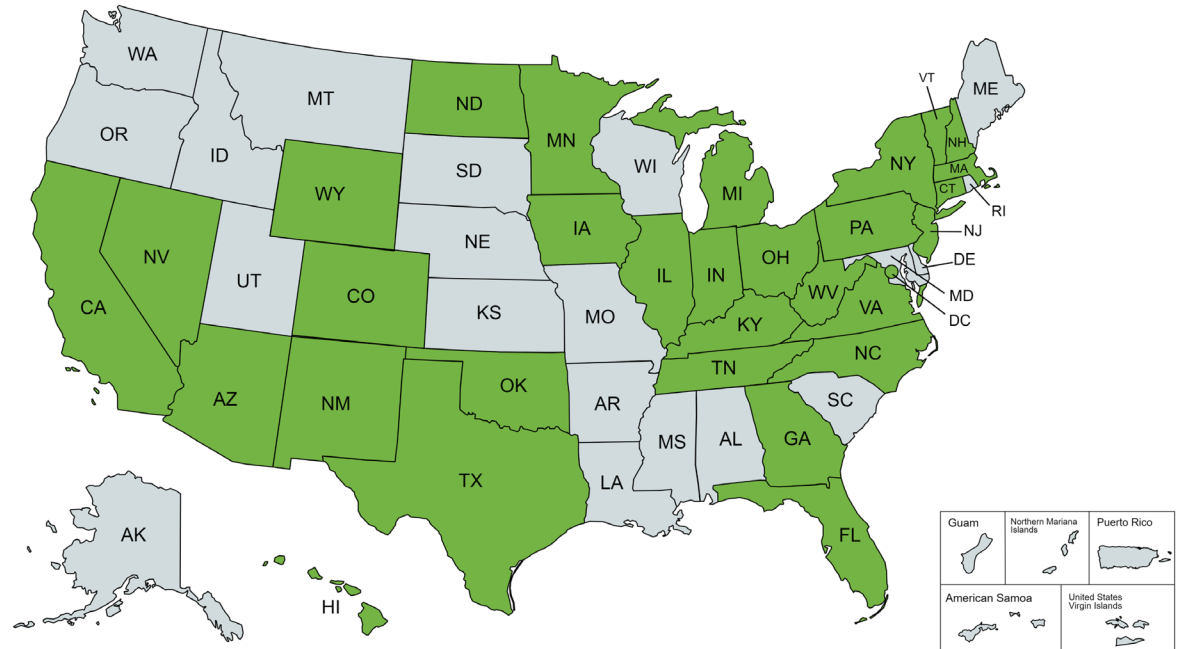 WA
MT
ND
MN
VT
ME
OR
ID
WY
SD
WI
MI
NY
NH
MA
CT
RI
NV
UT
NE
IA
PA
NJ
CA
CO
KS
IL
IN
OH
DE
MO
WV
VA
MD
DC
KY
AZ
NM
OK
TN
NC
AR
SC
MS
AL
GA
TX
LA
AK
FL
HI
Guam
Northern Mariana
Islands
Puerto Rico
American Samoa
United States
Virgin Islands